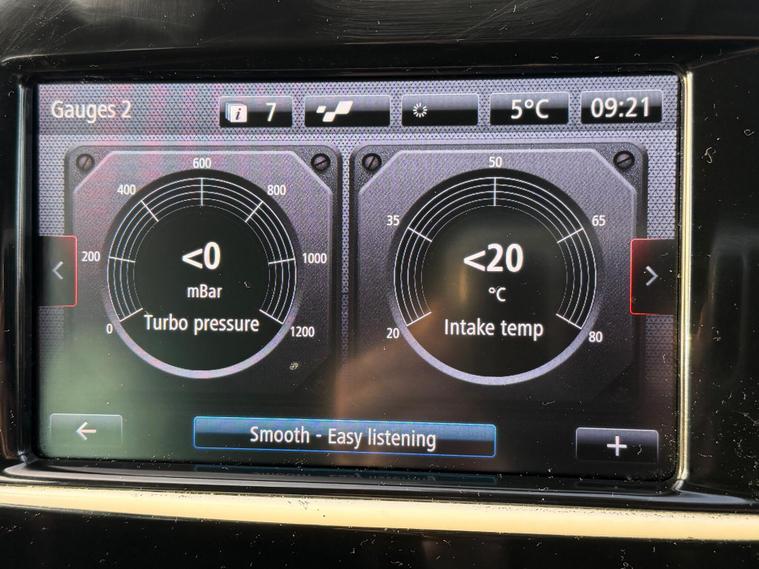 Gauges 2
7
5°C
09:21
600
400
800
200
1000
0
1200
<0
mBar
Turbo pressure
50
35
65
20
80
<20
°C
Intake temp
Smooth - Easy listening